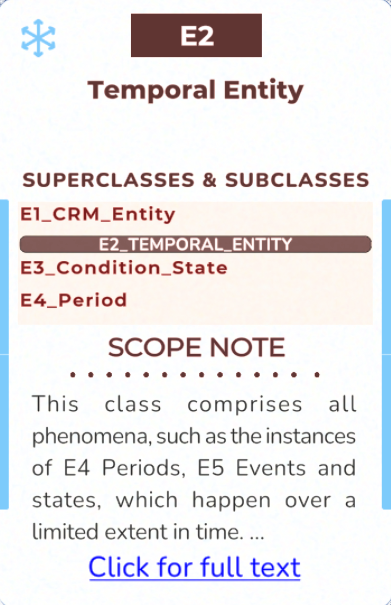 E2
Temporal Entity
SUPERCLASSES & SUBCLASSES
E1_CRM_Entity
E2_TEMPORAL_ENTITY
E3_Condition_State
E4_Period
SCOPE NOTE
This class comprises all
phenomena, such as the instances
of E4 Periods, E5 Events and
states, which happen over a
limited extent in time. ...
Click for full text